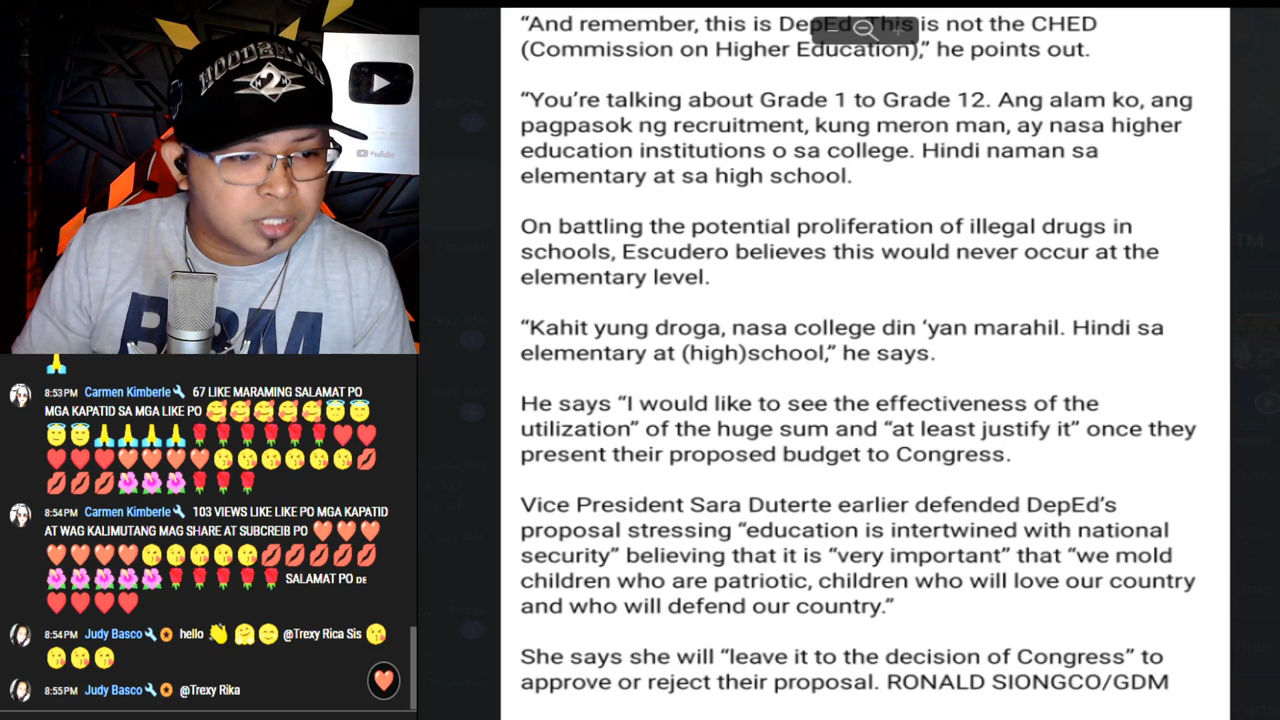 HOODZBYTN
H2H
YouTube
BBM
8:53PM Carmen Kimberle 67 LIKE MARAMING SALAMAT PO
MGA KAPATID SA MGA LIKE PO 🥰🥰🥰🥰🥰😇😇
😇😇🙏🙏🙏🙏🌹🌹🌹🌹🌹🌹❤️❤️
8:54PM Carmen Kimberle 103 VIEWS LIKE LIKE PO MGA KAPATID
AT WAG KALIMUTANG MAG SHARE AT SUBCREIB PO
SALAMAT PO DE
8:54PM Judy Basco hello 👋🤗😊 @Trexy Rica Sis 😘
😘😘😘
8:55PM Judy Basco @Trexy Rika
“And remember, this is DepEd. This is not the CHED
(Commission on Higher Education),” he points out.
“You’re talking about Grade 1 to Grade 12. Ang alam ko, ang
pagpasok ng recruitment, kung meron man, ay nasa higher
education institutions o sa college. Hindi naman sa
elementary at sa high school.
On battling the potential proliferation of illegal drugs in
schools, Escudero believes this would never occur at the
elementary level.
“Kahit yung droga, nasa college din ‘yan marahil. Hindi sa
elementary at (high)school,” he says.
He says “I would like to see the effectiveness of the
utilization” of the huge sum and “at least justify it” once they
present their proposed budget to Congress.
Vice President Sara Duterte earlier defended DepEd’s
proposal stressing “education is intertwined with national
security” believing that it is “very important” that “we mold
children who are patriotic, children who will love our country
and who will defend our country.”
She says she will “leave it to the decision of Congress” to
approve or reject their proposal. RONALD SIONGCO/GDM